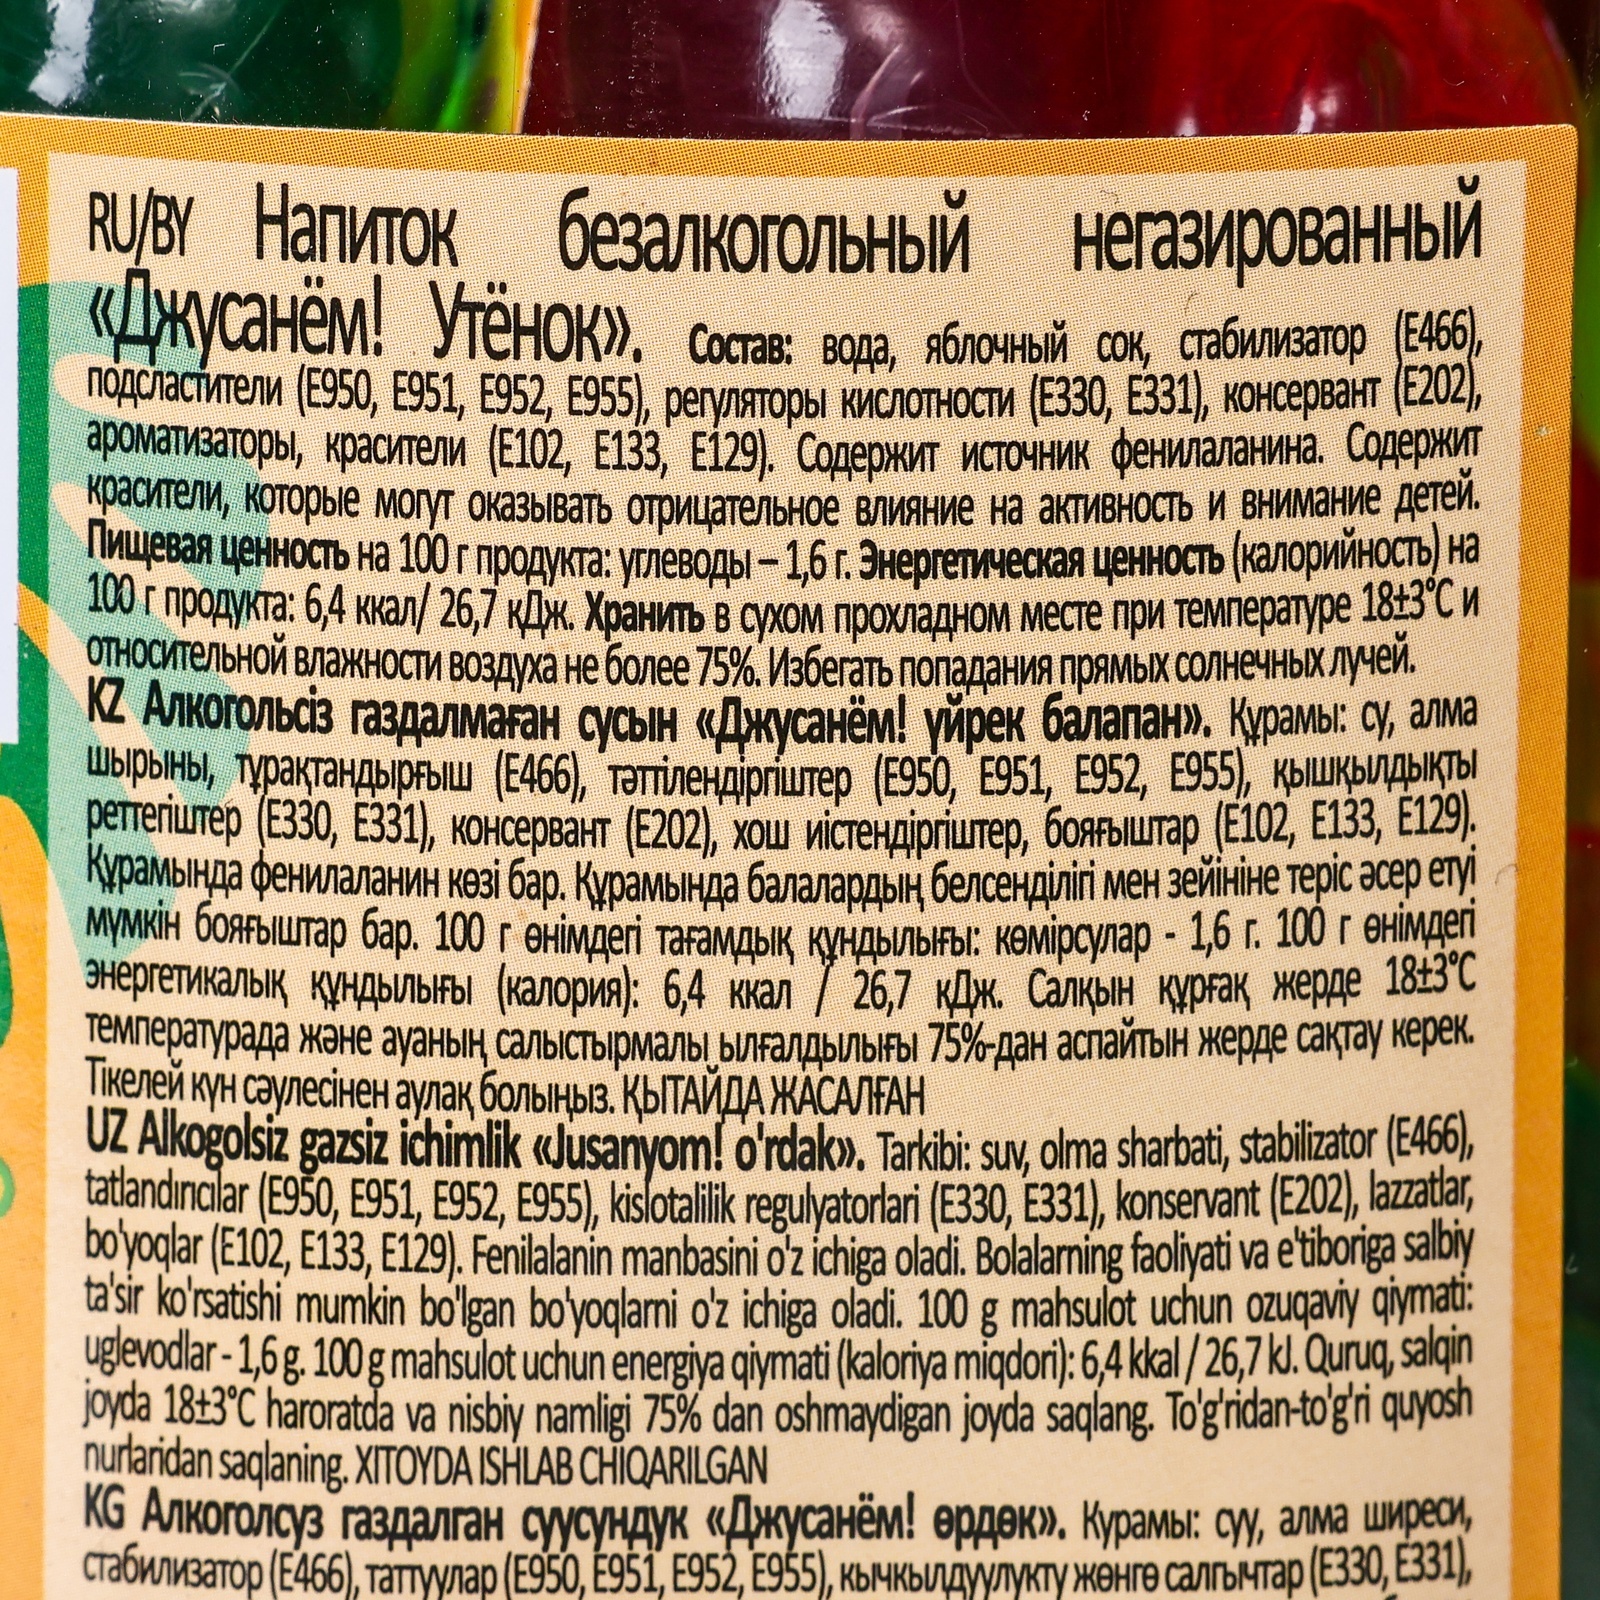 RU/BY Напиток безалкогольный негазированный
«Джусанём! Утёнок». Состав: вода, яблочный сок, стабилизатор (Е466),
подсластители (Е950, Е951, Е952, Е955), регуляторы кислотности (Е330, Е331), консервант (Е202),
ароматизаторы, красители (Е102, Е133, Е129). Содержит источник фенилаланина. Содержит
красители, которые могут оказывать отрицательное влияние на активность и внимание детей.
Пищевая ценность на 100 г продукта: углеводы – 1,6 г. Энергетическая ценность (калорийность) на
100 г продукта: 6,4 ккал/ 26,7 кДж. Хранить в сухом прохладном месте при температуре 18±3°С и
относительной влажности воздуха не более 75%. Избегать попадания прямых солнечных лучей.
KZ Алкогольсіз газдалмаған сусын «Джусанём! үйрек балапан». Құрамы: су, алма
шырыны, тұрақтандырғыш (Е466), тәттілендіргіштер (Е950, Е951, Е952, Е955), қышқылдықты
реттегіштер (Е330, Е331), консервант (Е202), хош иістендіргіштер, бояғыштар (Е102, Е133, Е129).
Құрамында фенилаланин көзі бар. Құрамында балалардың белсенділігі мен зейініне теріс әсер етуі
мүмкін бояғыштар бар. 100 г өнімдегі тағамдық құндылығы: көмірсулар - 1,6 г. 100 г өнімдегі
энергетикалық құндылығы (калория): 6,4 ккал / 26,7 кДж. Салқын құрғақ жерде 18±3°С
температурада және ауаның салыстырмалы ылғалдылығы 75%-дан аспайтын жерде сақтау керек.
Тікелей күн сәулесінен аулақ болыңыз. ҚЫТАЙДА ЖАСАЛҒАН
UZ Alkogolsiz gazsiz ichimlik «Jusanyom! o'rdak». Tarkibi: suv, olma sharbati, stabilizator (E466),
tatlandırıcılar (E950, E951, E952, E955), kislotalilik regulyatorlari (E330, E331), konservant (E202), lazzatlar,
bo'yoqlar (E102, E133, E129). Fenilalanin manbasini o'z ichiga oladi. Bolalarning faoliyati va e'tiboriga salbiy
ta'sir ko'rsatishi mumkin bo'lgan bo'yoqlarni o'z ichiga oladi. 100 g mahsulot uchun ozuqaviy qiymati:
uglevodlar - 1,6 g. 100 g mahsulot uchun energiya qiymati (kaloriya miqdori): 6,4 kkal / 26,7 kJ. Quruq, salqin
joyda 18±3°C haroratda va nisbiy namligi 75% dan oshmaydigan joyda saqlang. To'g'ridan-to'g'ri quyosh
nurlaridan saqlaning. XITOYDA ISHLAB CHIQARILGAN
KG Алкоголсуз газдалган суусундук «Джусанём! өрдөк». Курамы: суу, алма ширеси,
стабилизатор (Е466), таттуулар (Е950, Е951, Е952, Е955), кычкылдуулукту жөнгө салгычтар (Е330, Е331),